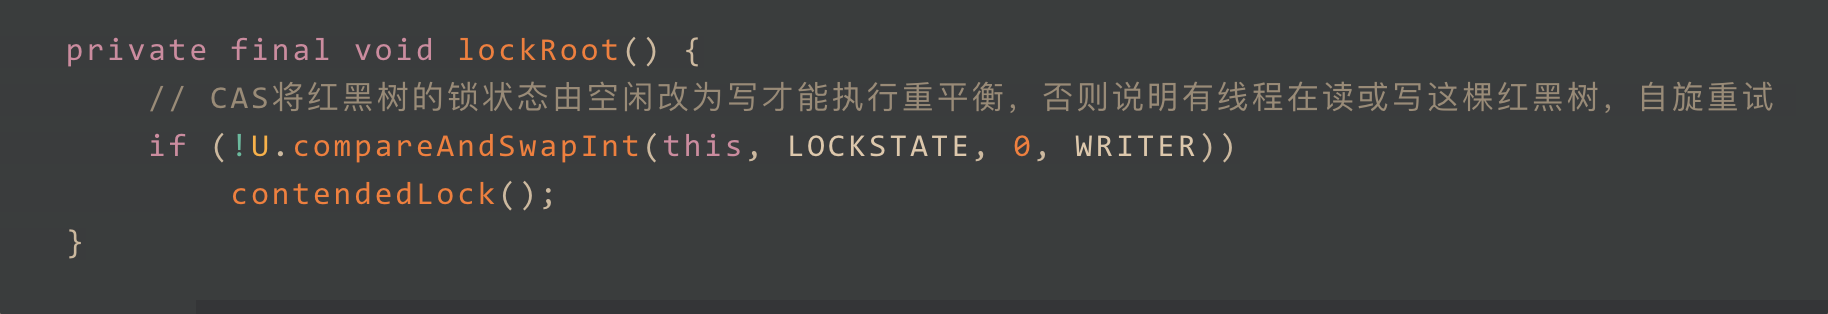 private final void lockRoot() {
    // CAS将红黑树的锁状态由空闲改为写才能执行重平衡，否则说明有线程在读或写这棵红黑树，自旋重试
    if (!U.compareAndSwapInt(this, LOCKSTATE, 0, WRITER))
        contendedLock();
}